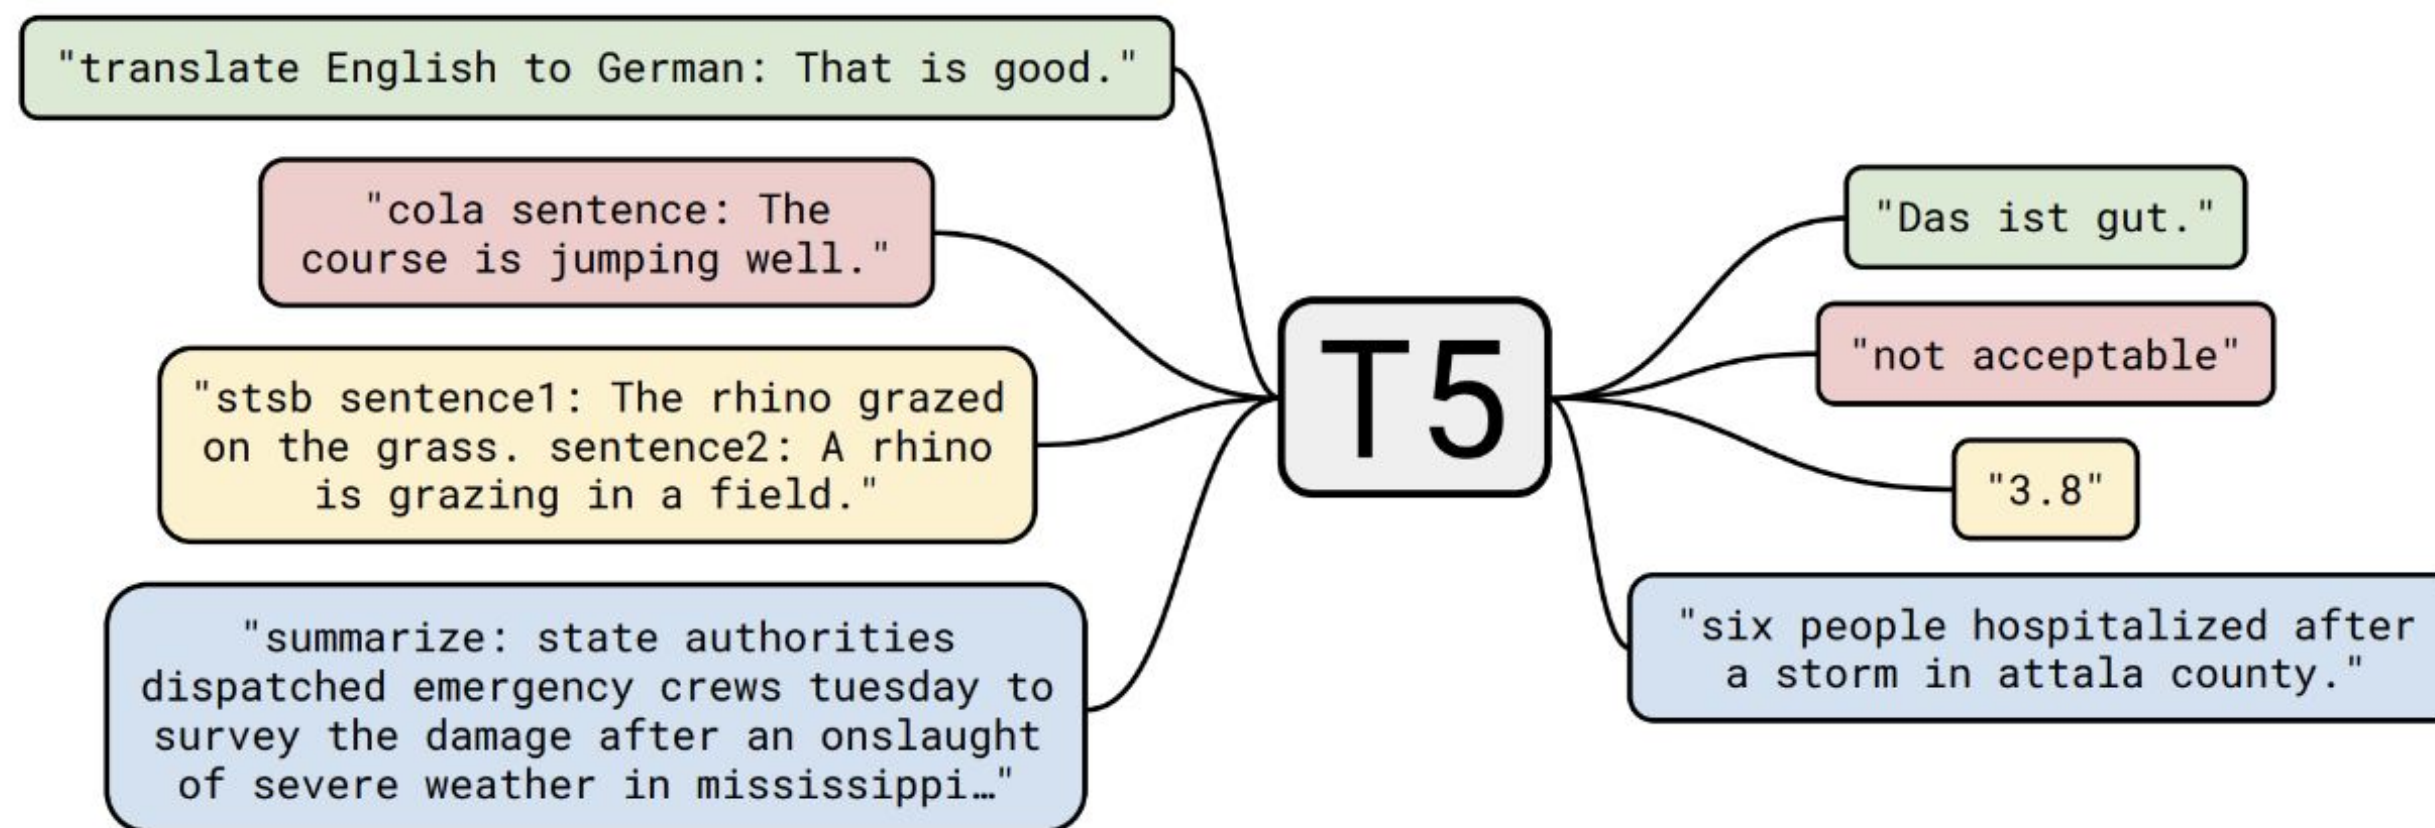 "translate English to German: That is good."
"cola sentence: The
course is jumping well."
"stsb sentence1: The rhino grazed
on the grass. sentence2: A rhino
is grazing in a field."
"summarize: state authorities
dispatched emergency crews tuesday to
survey the damage after an onslaught
of severe weather in mississippi…"
T5
"Das ist gut."
"not acceptable"
"3.8"
"six people hospitalized after
a storm in attala county."